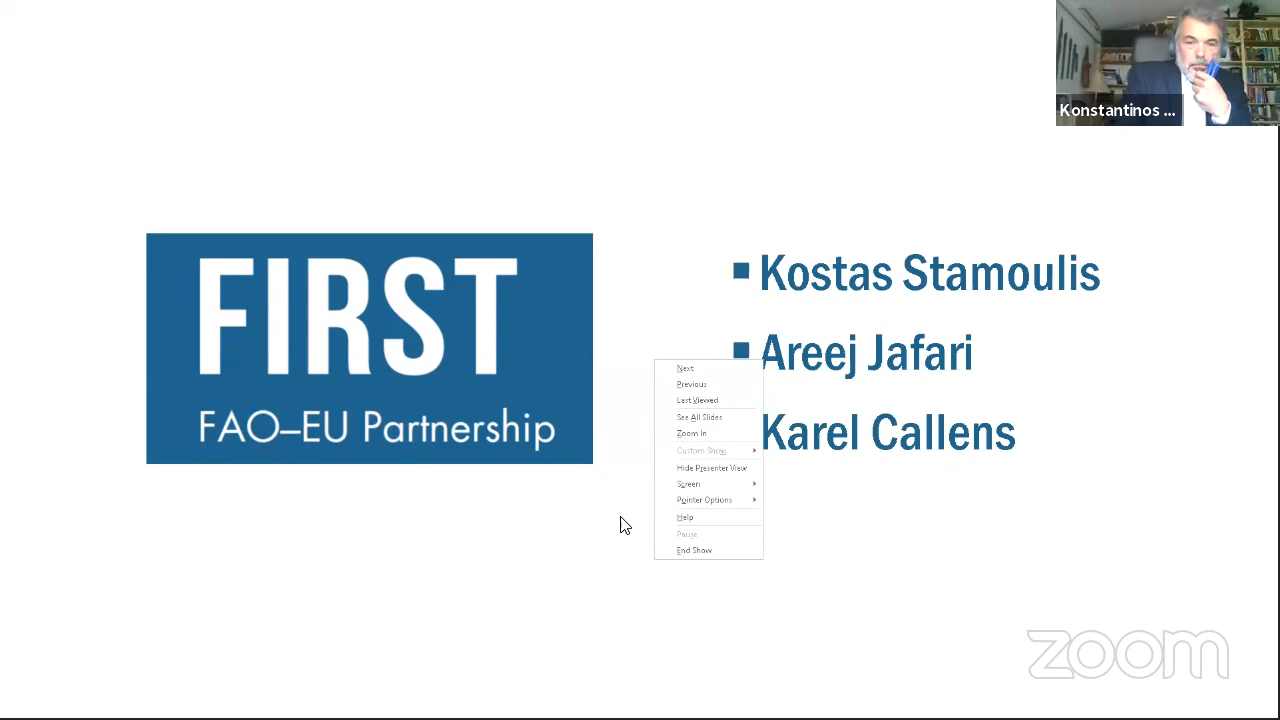 Konstantinos ...
FIRST
FAO–EU Partnership
Kostas Stamoulis
Areej Jafari
Karel Callens
Next
Previous
Last Viewed
See All Slides
Zoom In
Custom Show
Hide Presenter View
Screen
Pointer Options
Help
Pause
End Show
zoom